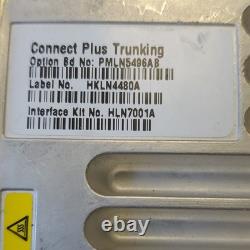 Connect Plus Trunking
Option Bd No: PMLN5496AB
Label No. HKLN4480A
Interface Kit No. HLN7001A